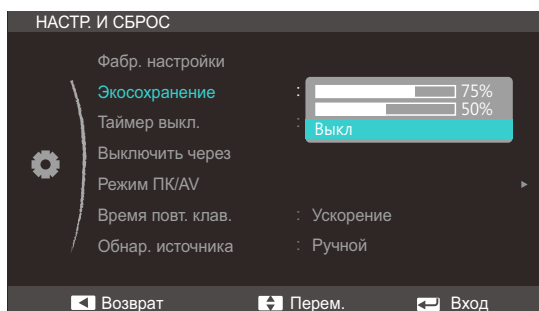 НАСТР. И СБРОС
Фабр. настройки
Экосохранение : 75%
50%
Таймер выкл. : Выкл
Выключить через
Режим ПК/AV
Время повт. клав. : Ускорение
Обнар. источника : Ручной
Возврат Перем. Вход